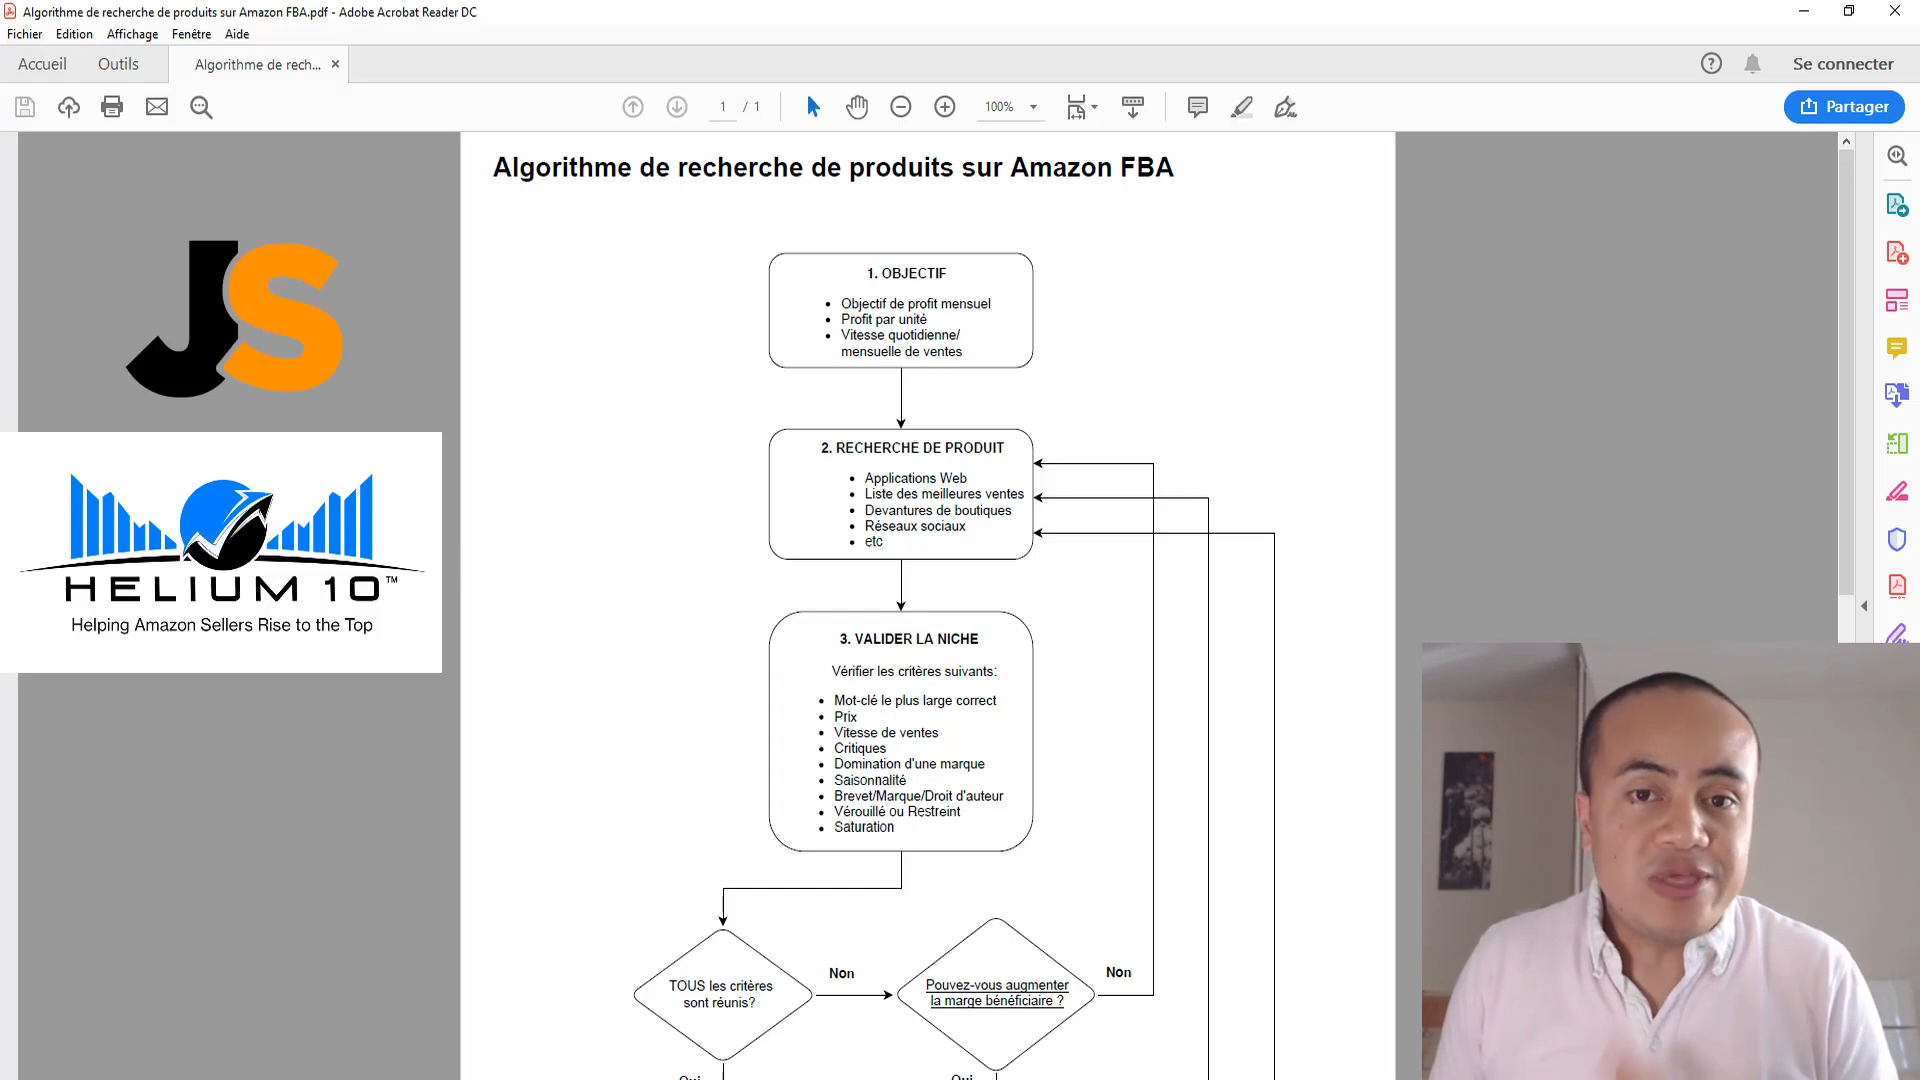 Algorithme de recherche de produits sur Amazon FBA.pdf - Adobe Acrobat Reader DC
Fichier Edition Affichage Fenêtre Aide
Accueil Outils Algorithme de rech... Se connecter
1 / 1 100% Partager
Algorithme de recherche de produits sur Amazon FBA
JS
HELIUM 10™
Helping Amazon Sellers Rise to the Top
1. OBJECTIF
• Objectif de profit mensuel
• Profit par unité
• Vitesse quotidienne/
mensuelle de ventes
2. RECHERCHE DE PRODUIT
• Applications Web
• Liste des meilleures ventes
• Devantures de boutiques
• Réseaux sociaux
• etc
3. VALIDER LA NICHE
Vérifier les critères suivants:
• Mot-clé le plus large correct
• Prix
• Vitesse de ventes
• Critiques
• Domination d'une marque
• Saisonnalité
• Brevet/Marque/Droit d'auteur
• Vérouillé ou Restreint
• Saturation
TOUS les critères
sont réunis?
Non
Pouvez-vous augmenter
la marge bénéficiaire ?
Non
Oui
Oui